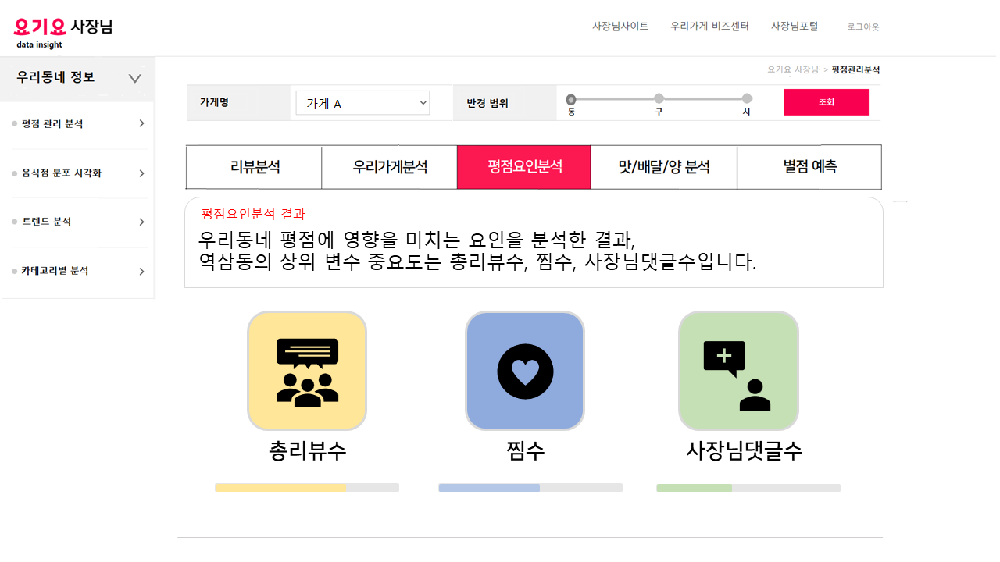 요기요 사장님
data insight
사장님사이트 우리가게 비즈센터 사장님포털 로그아웃
우리동네 정보
평점 관리 분석
음식점 분포 시각화
트렌드 분석
카테고리별 분석
요기요 사장님 > 평점관리분석
가게명 가게 A 반경 범위 동 구 시 조회
리뷰분석 우리가게분석 평점요인분석 맛/배달/양 분석 별점 예측
평점요인분석 결과
우리동네 평점에 영향을 미치는 요인을 분석한 결과,
역삼동의 상위 변수 중요도는 총리뷰수, 찜수, 사장님댓글수입니다.
총리뷰수 찜수 사장님댓글수